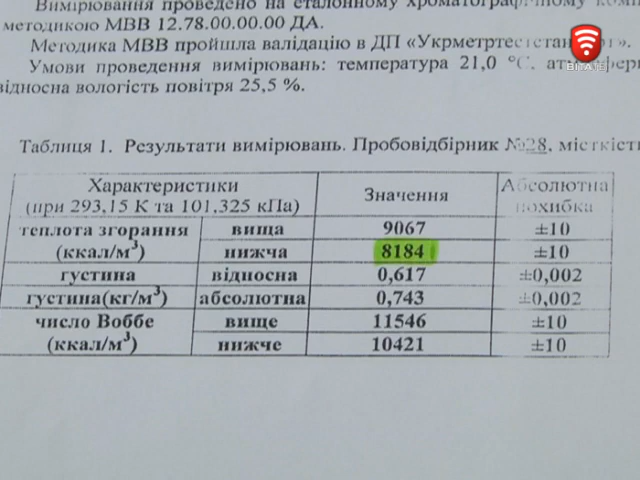 Вимірювання проведено на еталонному хроматографічному
методикою МВВ 12.78.00.00.00 ДА.
Методика МВВ пройшла валідацію в ДП «Укрметртестстандарт».
Умови проведення вимірювань: температура 21,0 °С,
відносна вологість повітря 25,5 %.
Таблиця 1. Результати вимірювань. Пробовідбірник №28,
Характеристики (при 293,15 К та 101,325 кПа) Значення Абсолютна похибка
теплота згорання (ккал/м³) вища 9067 ±10
нижча 8184 ±10
густина відносна 0,617 ±0,002
густина(кг/м³) абсолютна 0,743 ±0,002
число Воббе (ккал/м³) вище 11546 ±10
нижче 10421 ±10